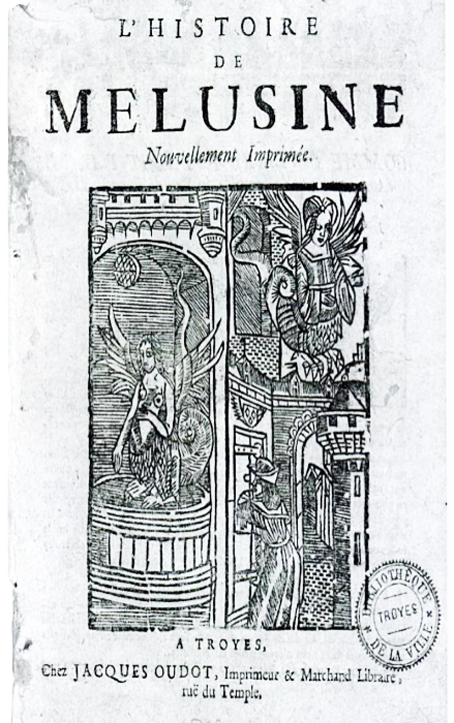 L'HISTOIRE
DE
MELUSINE
Nouvellement Imprimée.
A TROYES,
Chez JACQUES OUDOT, Imprimeur & Marchand Libraire,
ruë du Temple.
BIBLIOTHÈQUE
TROYES
DE LA VILLE